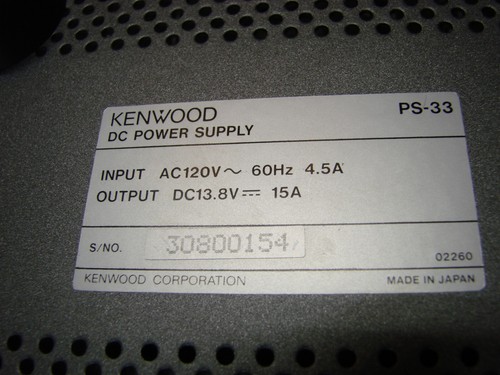 KENWOOD PS-33
DC POWER SUPPLY
INPUT AC120V～ 60Hz 4.5A
OUTPUT DC13.8V⎓ 15A
S/NO. 30800154
02260
KENWOOD CORPORATION MADE IN JAPAN